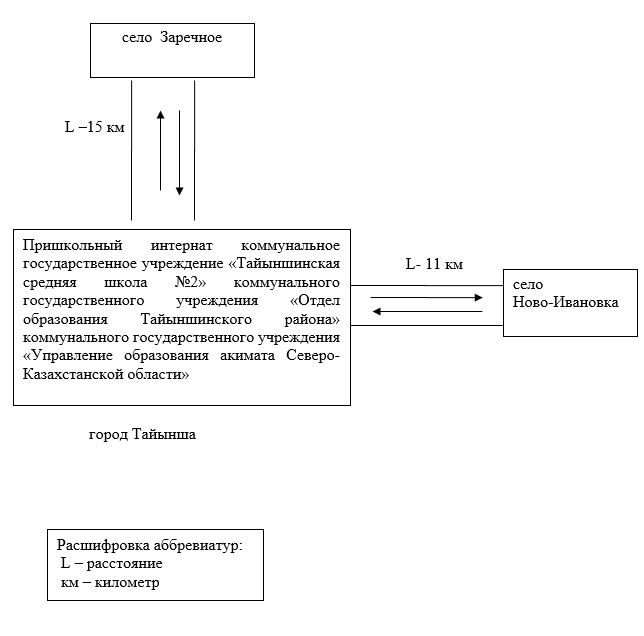 село Заречное
L –15 км
Пришкольный интернат коммунальное
государственное учреждение «Тайыншинская
средняя школа №2» коммунального
государственного учреждения «Отдел
образования Тайыншинского района»
коммунального государственного учреждения
«Управление образования акимата Северо-
Казахстанской области»
L- 11 км
село
Ново-Ивановка
город Тайынша
Расшифровка аббревиатур:
L – расстояние
км – километр